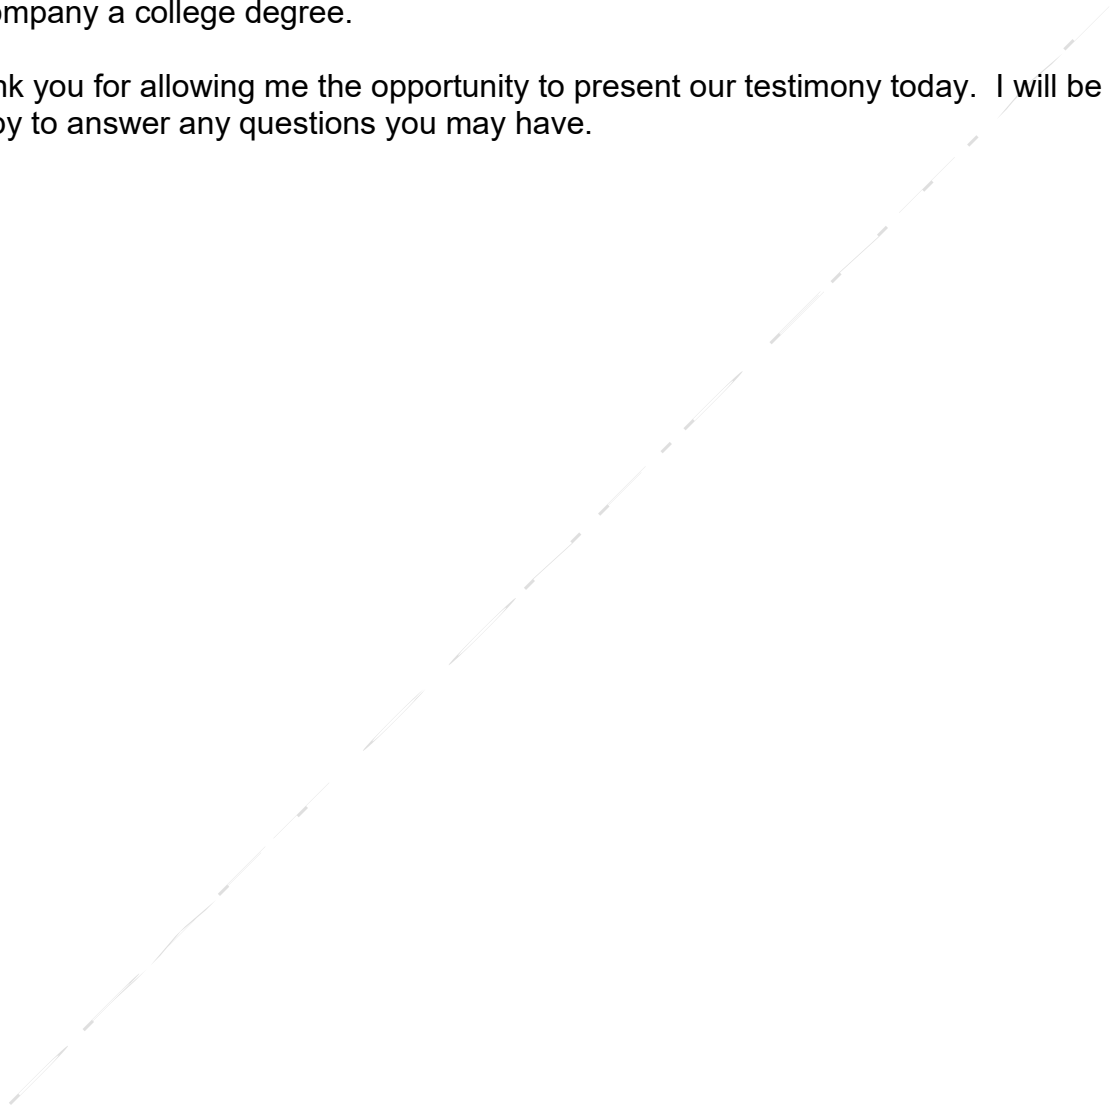 ompany a college degree.
nk you for allowing me the opportunity to present our testimony today.  I will be
py to answer any questions you may have.